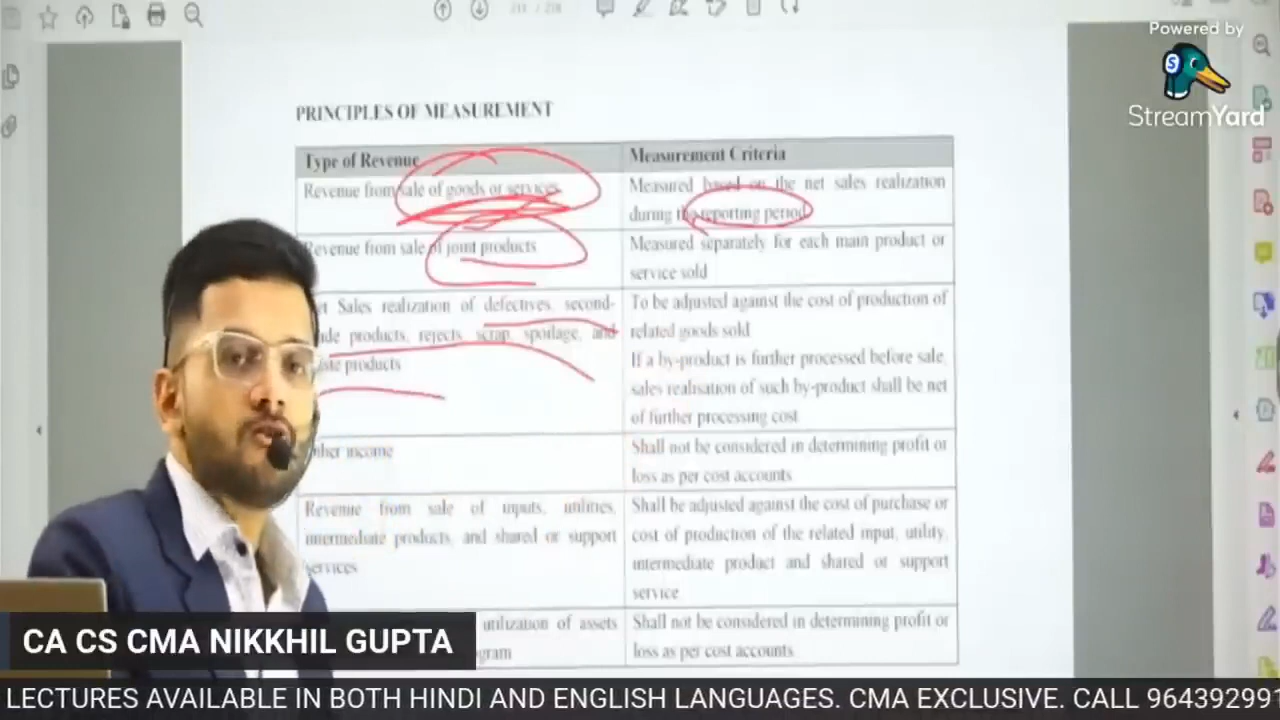 Powered by
StreamYard
PRINCIPLES OF MEASUREMENT
Type of Revenue
Measurement Criteria
Revenue from sale of goods or services
Measured based on the net sales realization
during the reporting period
Revenue from sale of joint products
Measured separately for each main product or
service sold
Sales realization of defectives, second-
products, rejects, scrap, spoilage, and
products
To be adjusted against the cost of production of
related goods sold
If a by-product is further processed before sale,
sales realisation of such by-product shall be net
of further processing cost
income
Shall not be considered in determining profit or
loss as per cost accounts
Revenue from sale of inputs, utilities,
intermediate products, and shared or support
services
Shall be adjusted against the cost of purchase or
cost of production of the related input, utility,
intermediate product and shared or support
service
utilization of assets
Shall not be considered in determining profit or
loss as per cost accounts
CA CS CMA NIKKHIL GUPTA
LECTURES AVAILABLE IN BOTH HINDI AND ENGLISH LANGUAGES. CMA EXCLUSIVE. CALL 964392991